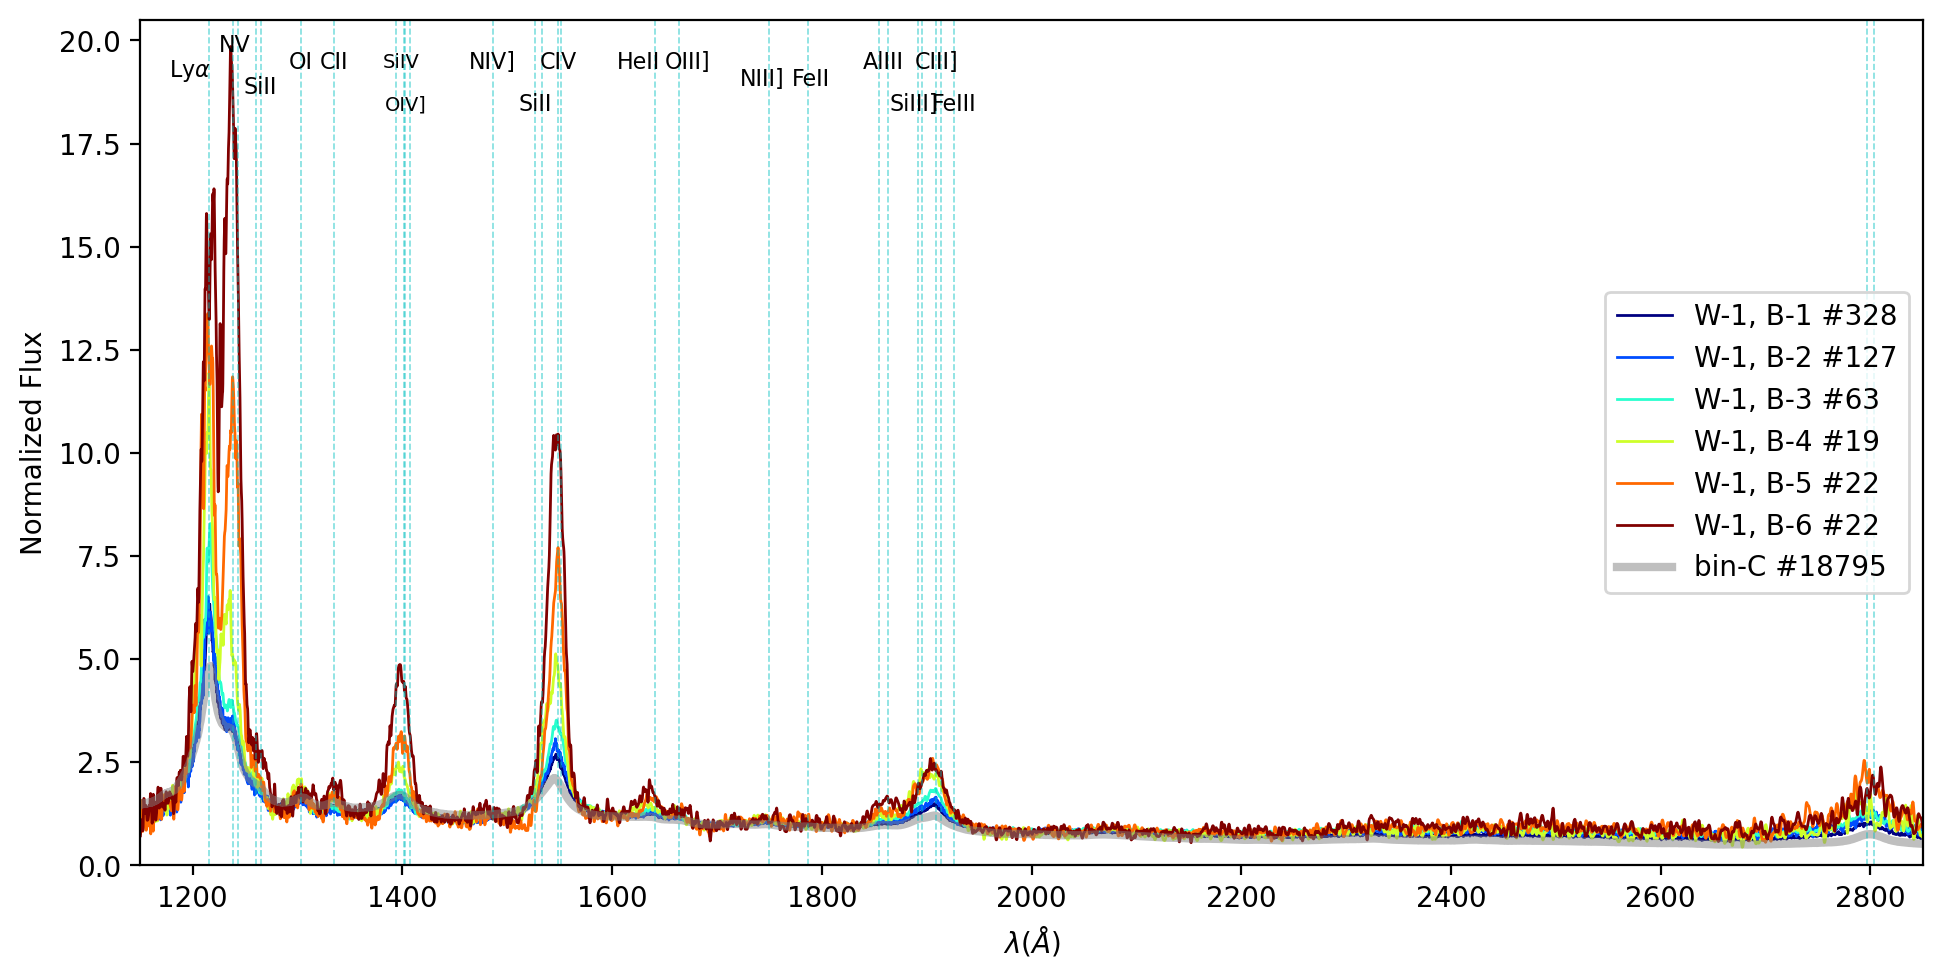 20.0
17.5
15.0
12.5
10.0
7.5
5.0
2.5
0.0
Normalized Flux
NV
Lyα
SiII
OI
CII
SiIV
OIV]
NIV]
SiII
CIV
HeII
OIII]
NIII]
FeII
AlIII
CIII]
SiIII]
FeIII
W-1, B-1 #328
W-1, B-2 #127
W-1, B-3 #63
W-1, B-4 #19
W-1, B-5 #22
W-1, B-6 #22
bin-C #18795
1200 1400 1600 1800 2000 2200 2400 2600 2800
λ(Å)